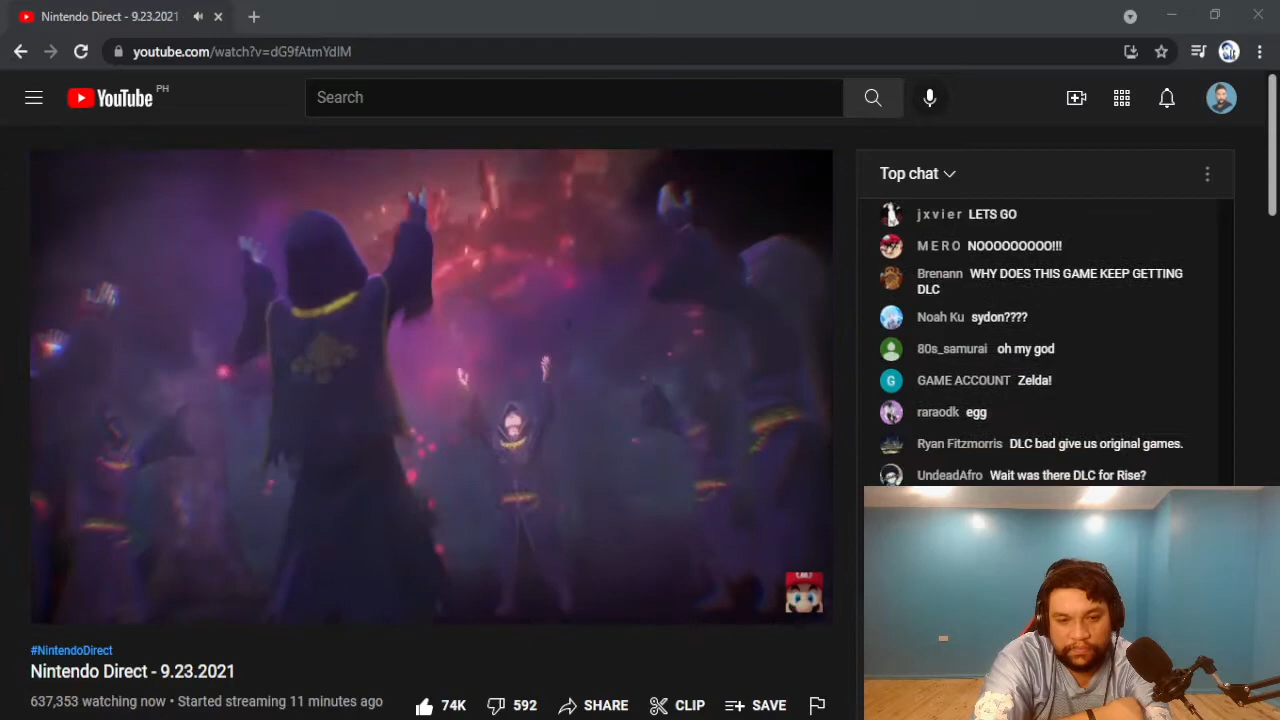 Nintendo Direct - 9.23.2021
youtube.com/watch?v=dG9fAtmYdlM
YouTube PH
Search
Top chat
j x v i e r LETS GO
M E R O NOOOOOOOOO!!!
Brenann WHY DOES THIS GAME KEEP GETTING
DLC
Noah Ku sydon????
80s_samurai oh my god
G GAME ACCOUNT Zelda!
raraodk egg
Ryan Fitzmorris DLC bad give us original games.
UndeadAfro Wait was there DLC for Rise?
#NintendoDirect
Nintendo Direct - 9.23.2021
637,353 watching now • Started streaming 11 minutes ago
74K 592 SHARE CLIP SAVE